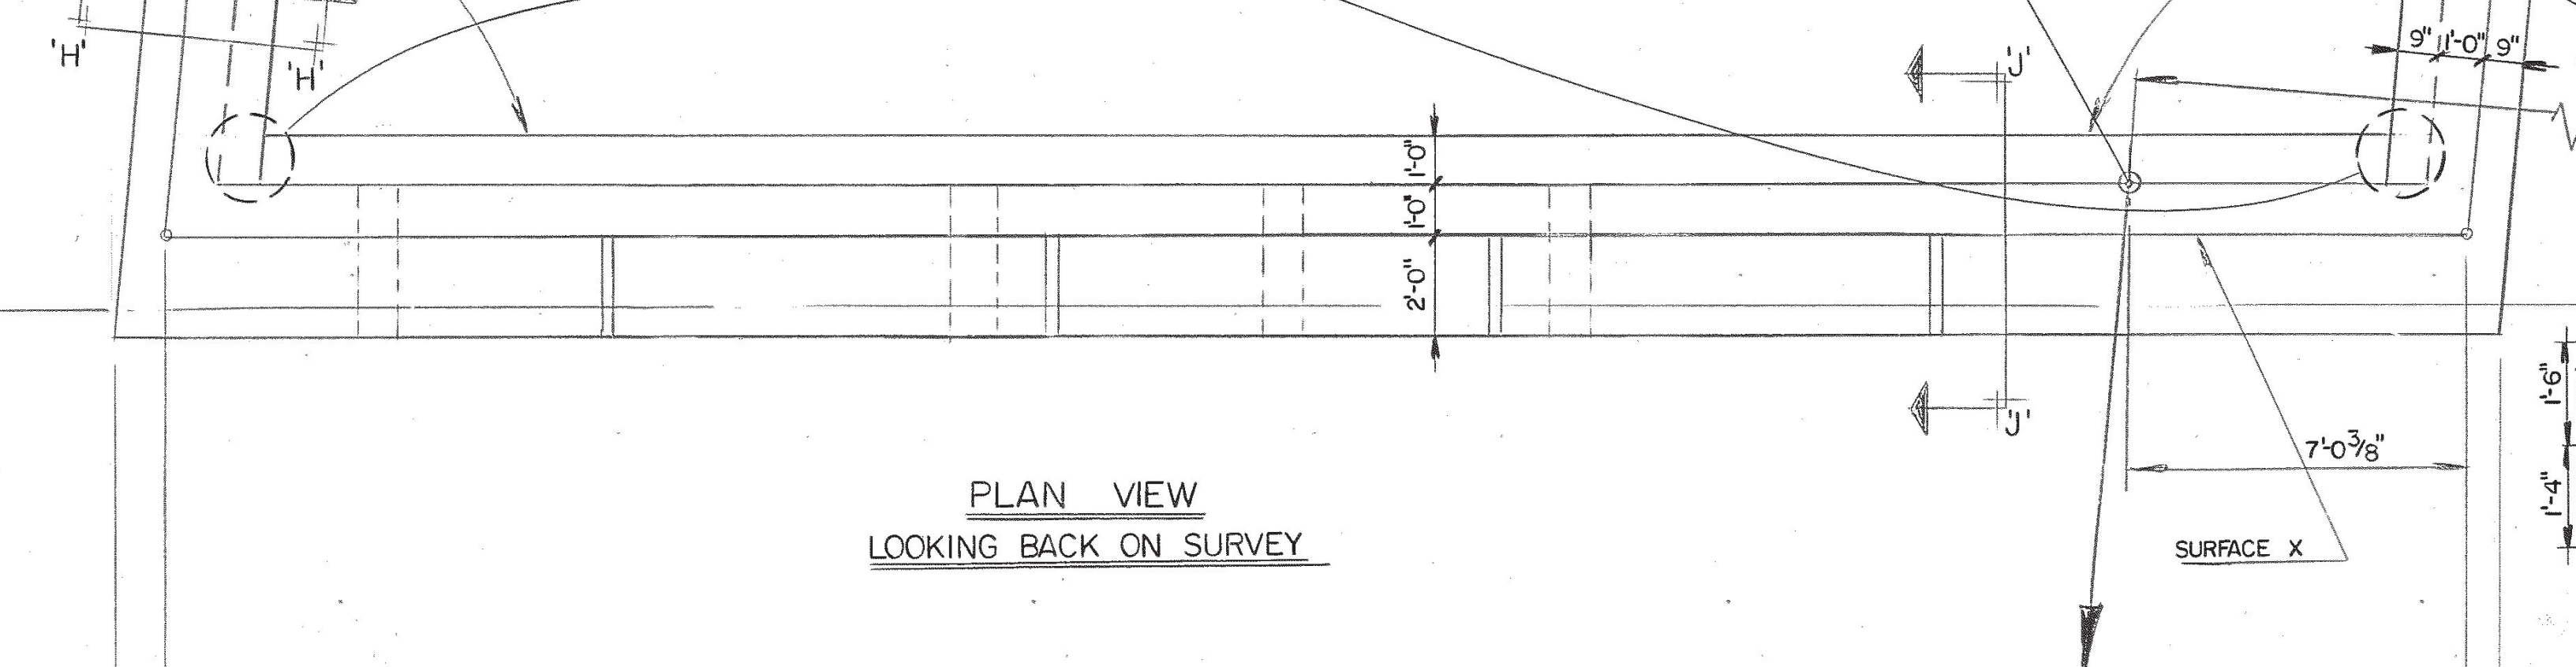 'H'
'H'
'J'
9" 1'-0" 9"
1'-0"
1'-0"
2'-0"
'J'
1'-6"
7'-0 3/8"
1'-4"
PLAN VIEW
LOOKING BACK ON SURVEY
SURFACE X